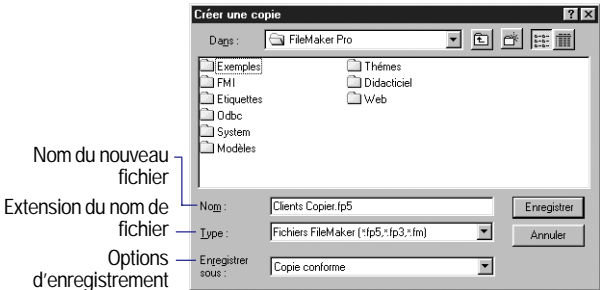 Créer une copie
Dans :
FileMaker Pro
Exemples
FMI
Etiquettes
Odbc
System
Modèles
Thémes
Didacticiel
Web
Nom du nouveau
fichier
Nom :
Clients Copier.fp5
Enregistrer
Extension du nom de
fichier
Type :
Fichiers FileMaker (*.fp5,*.fp3,*.fm)
Annuler
Options
d'enregistrement
Enregistrer
sous :
Copie conforme